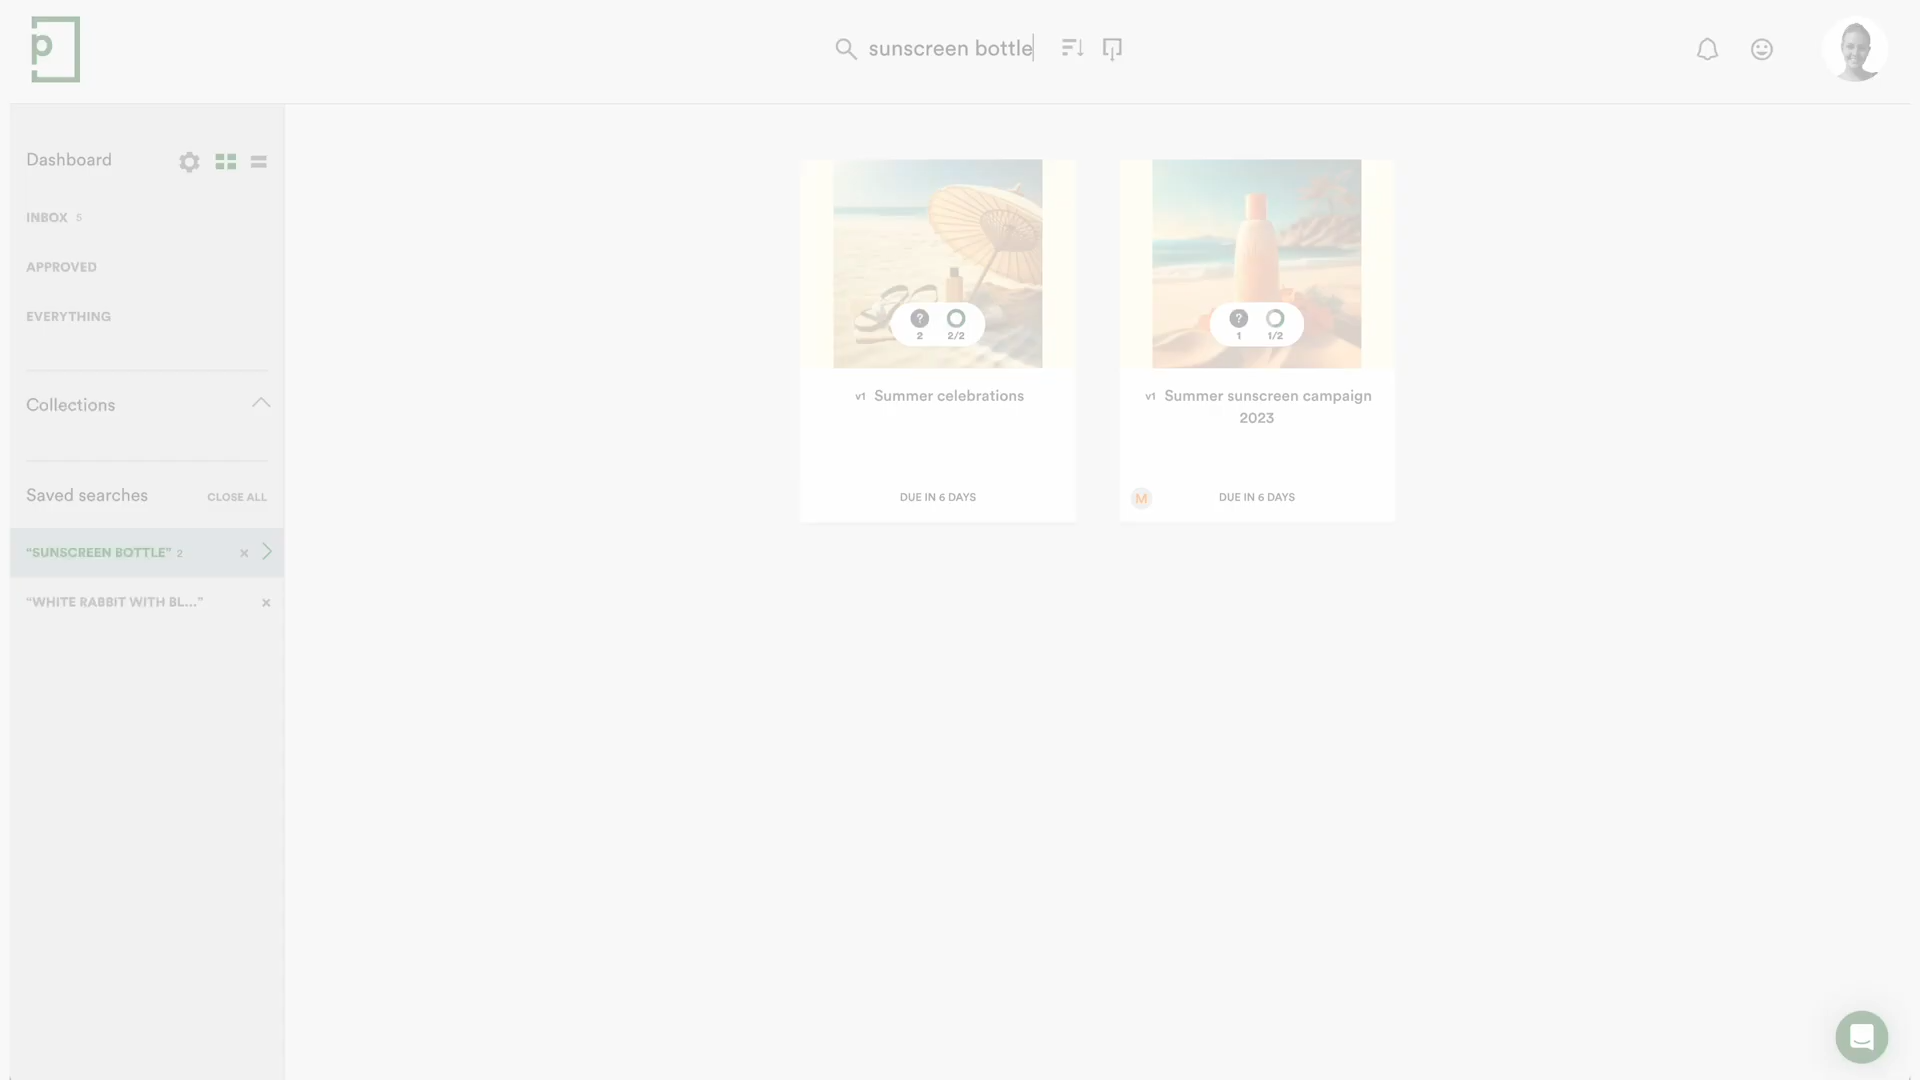 p
sunscreen bottle
Dashboard
INBOX 5
APPROVED
EVERYTHING
Collections
Saved searches CLOSE ALL
“SUNSCREEN BOTTLE” 2
“WHITE RABBIT WITH BL...”
? 2 2/2
v1 Summer celebrations
DUE IN 6 DAYS
? 1 1/2
v1 Summer sunscreen campaign
2023
M DUE IN 6 DAYS